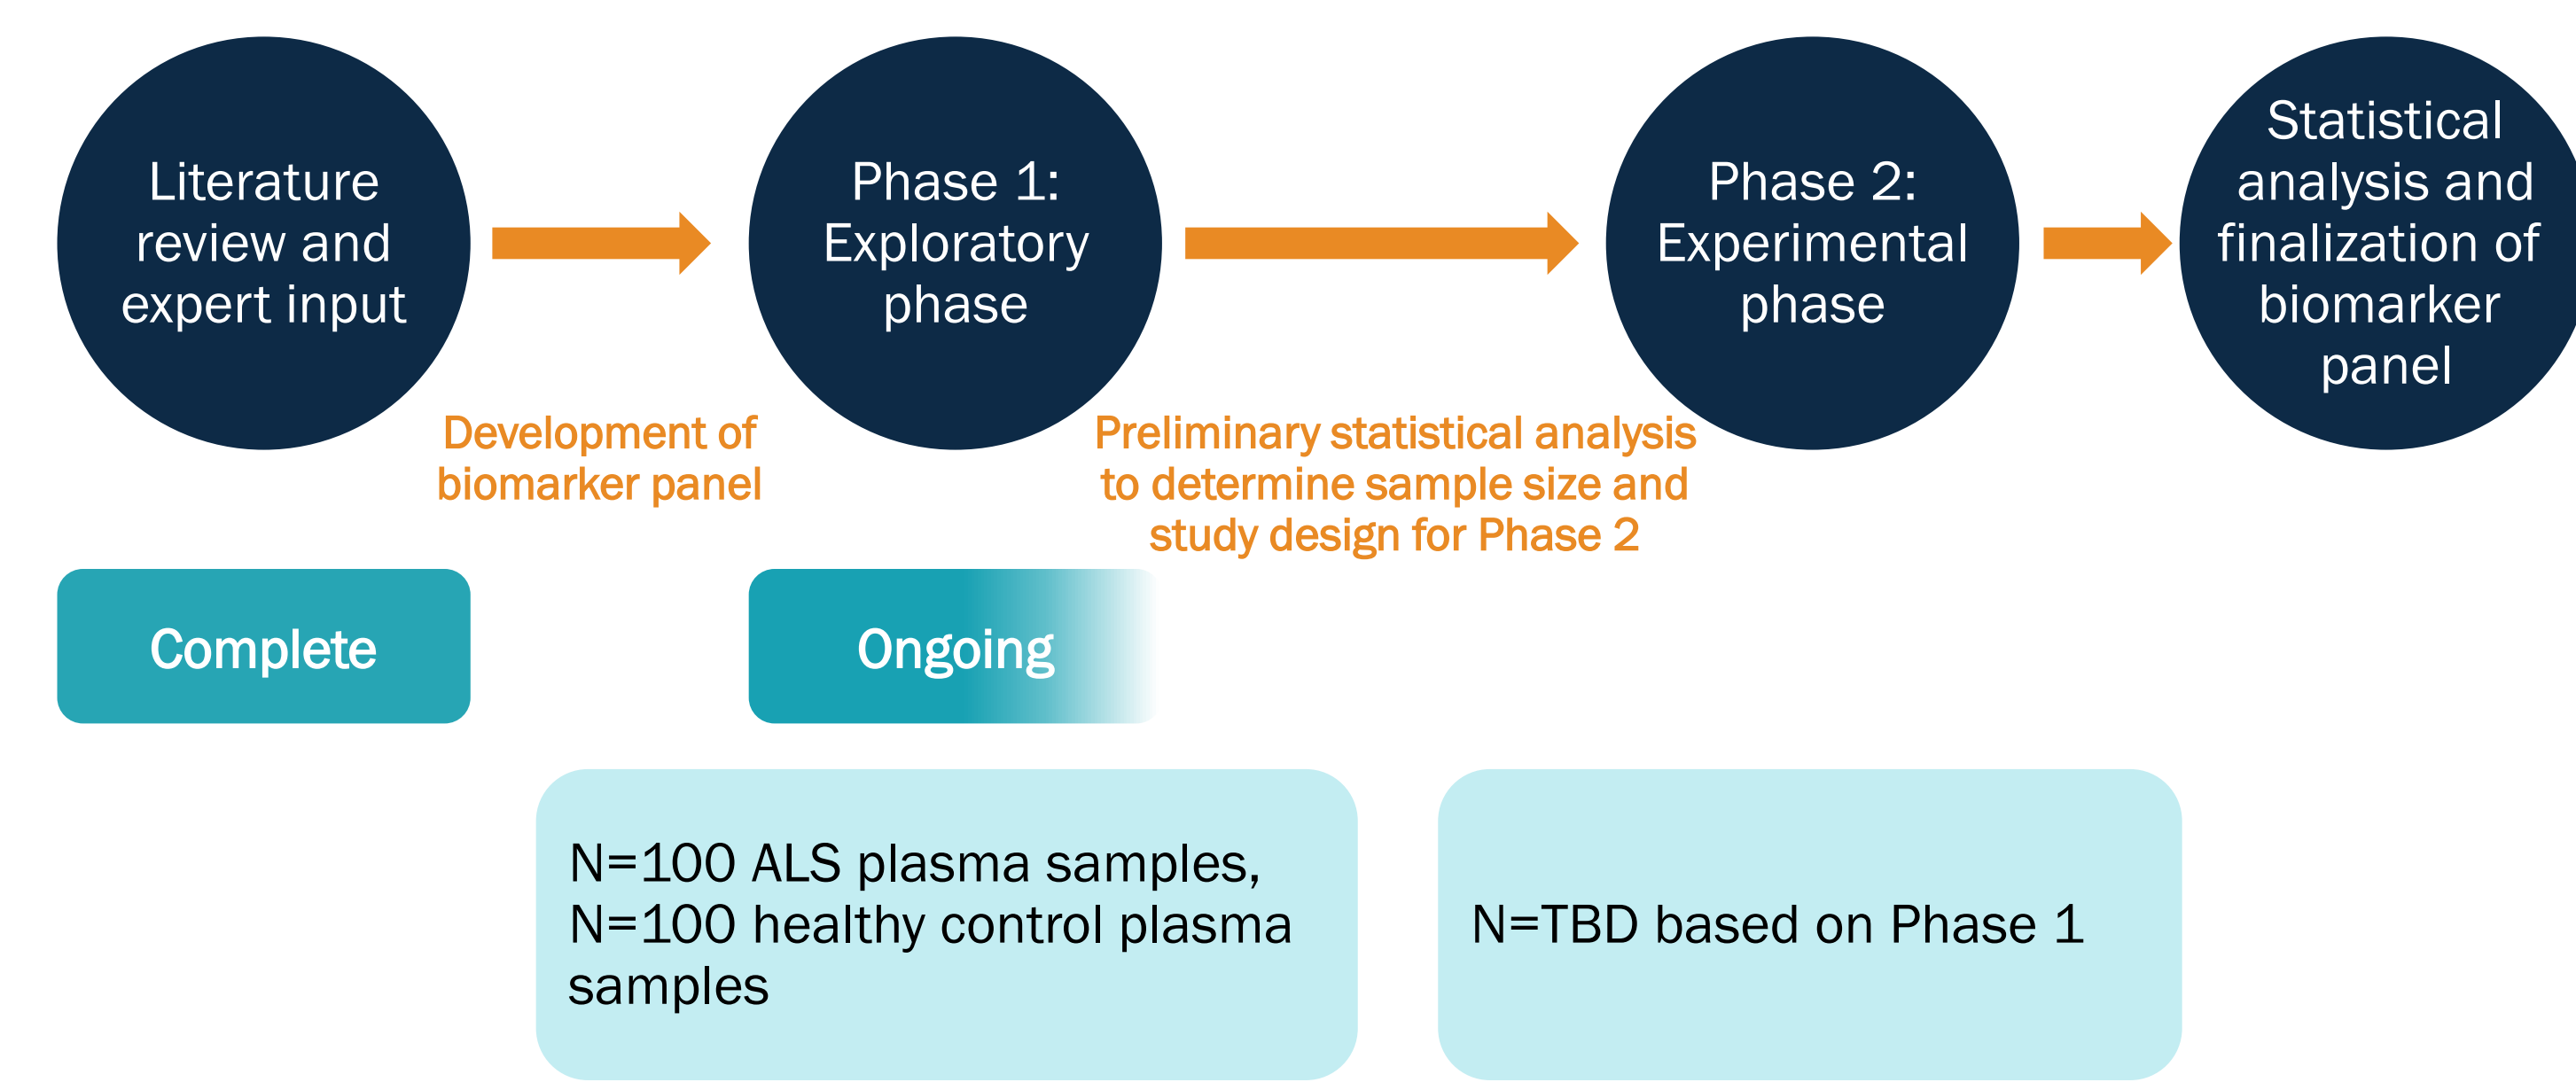 Literature
review and
expert input
Phase 1:
Exploratory
phase
Phase 2:
Experimental
phase
Statistical
analysis and
finalization of
biomarker
panel
Development of
biomarker panel
Preliminary statistical analysis
to determine sample size and
study design for Phase 2
Complete
Ongoing
N=100 ALS plasma samples,
N=100 healthy control plasma
samples
N=TBD based on Phase 1